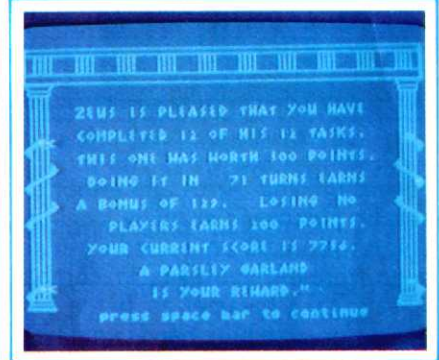 ZEUS IS PLEASED THAT YOU HAVE
COMPLETED 12 OF HIS 12 TASKS.
THIS ONE WAS WORTH 300 POINTS.
DOING IT IN 71 TURNS EARNS
A BONUS OF 129. LOSING NO
PLAYERS EARNS 200 POINTS.
YOUR CURRENT SCORE IS 7756.
A PARSLEY GARLAND
IS YOUR REWARD."
press space bar to continue